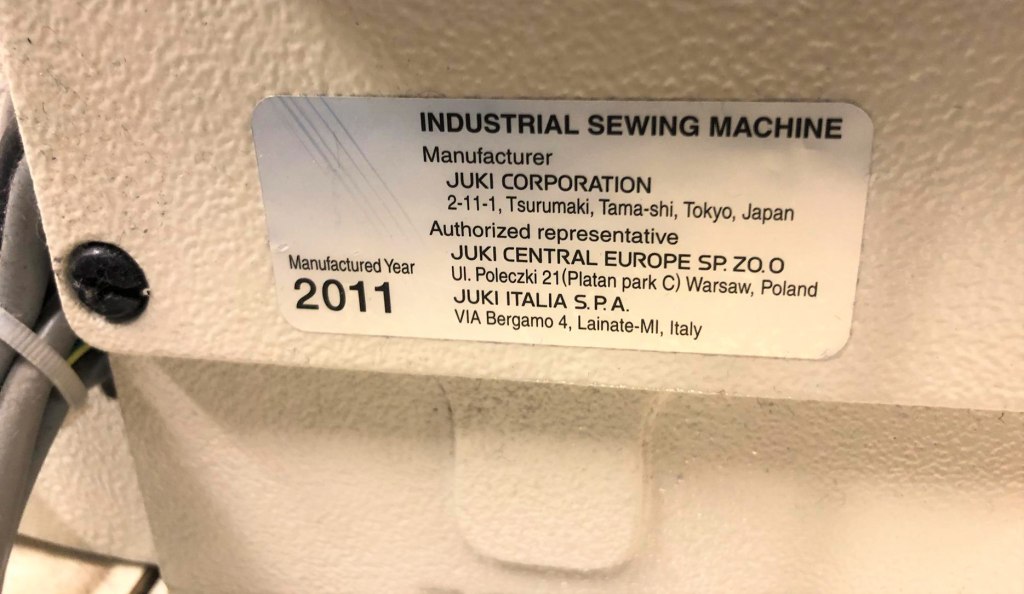 INDUSTRIAL SEWING MACHINE
Manufacturer
JUKI CORPORATION
2-11-1, Tsurumaki, Tama-shi, Tokyo, Japan
Authorized representative
JUKI CENTRAL EUROPE SP. ZO.O
Ul. Poleczki 21(Platan park C) Warsaw, Poland
JUKI ITALIA S.P.A.
VIA Bergamo 4, Lainate-MI, Italy
Manufactured Year
2011